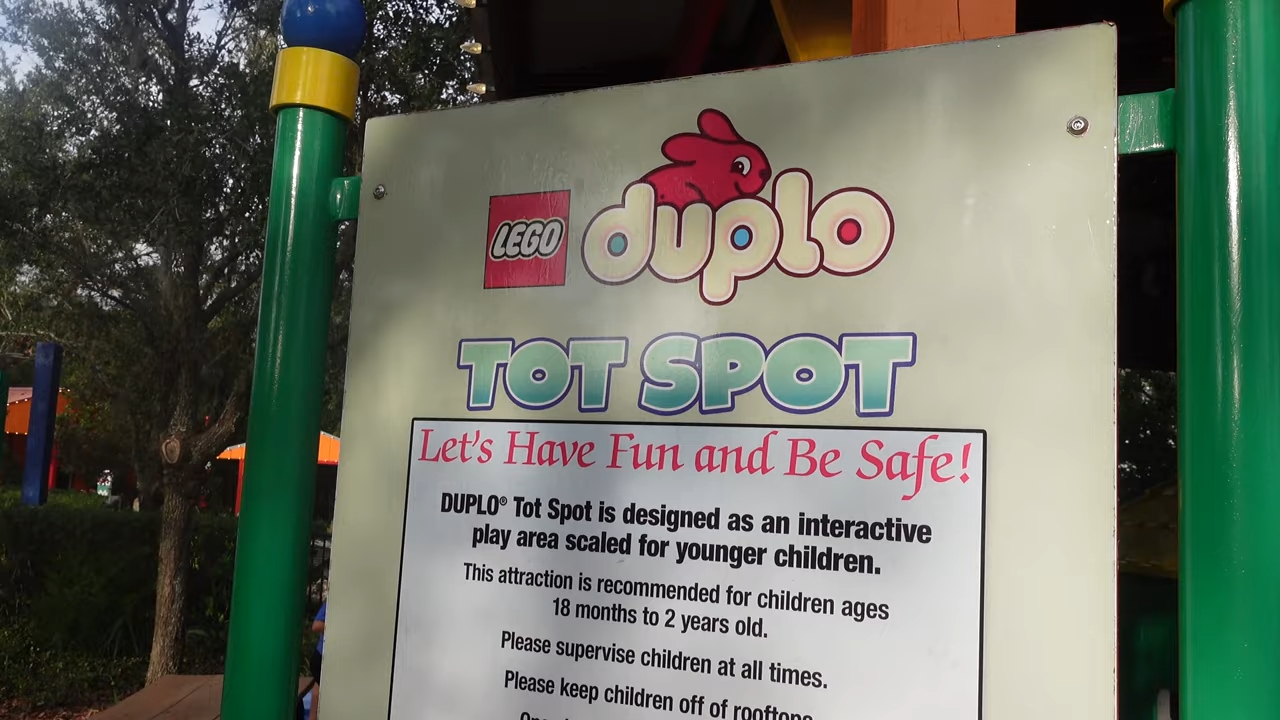 LEGO duplo
TOT SPOT
Let's Have Fun and Be Safe!
DUPLO® Tot Spot is designed as an interactive
play area scaled for younger children.
This attraction is recommended for children ages
18 months to 2 years old.
Please supervise children at all times.
Please keep children off of rooftops